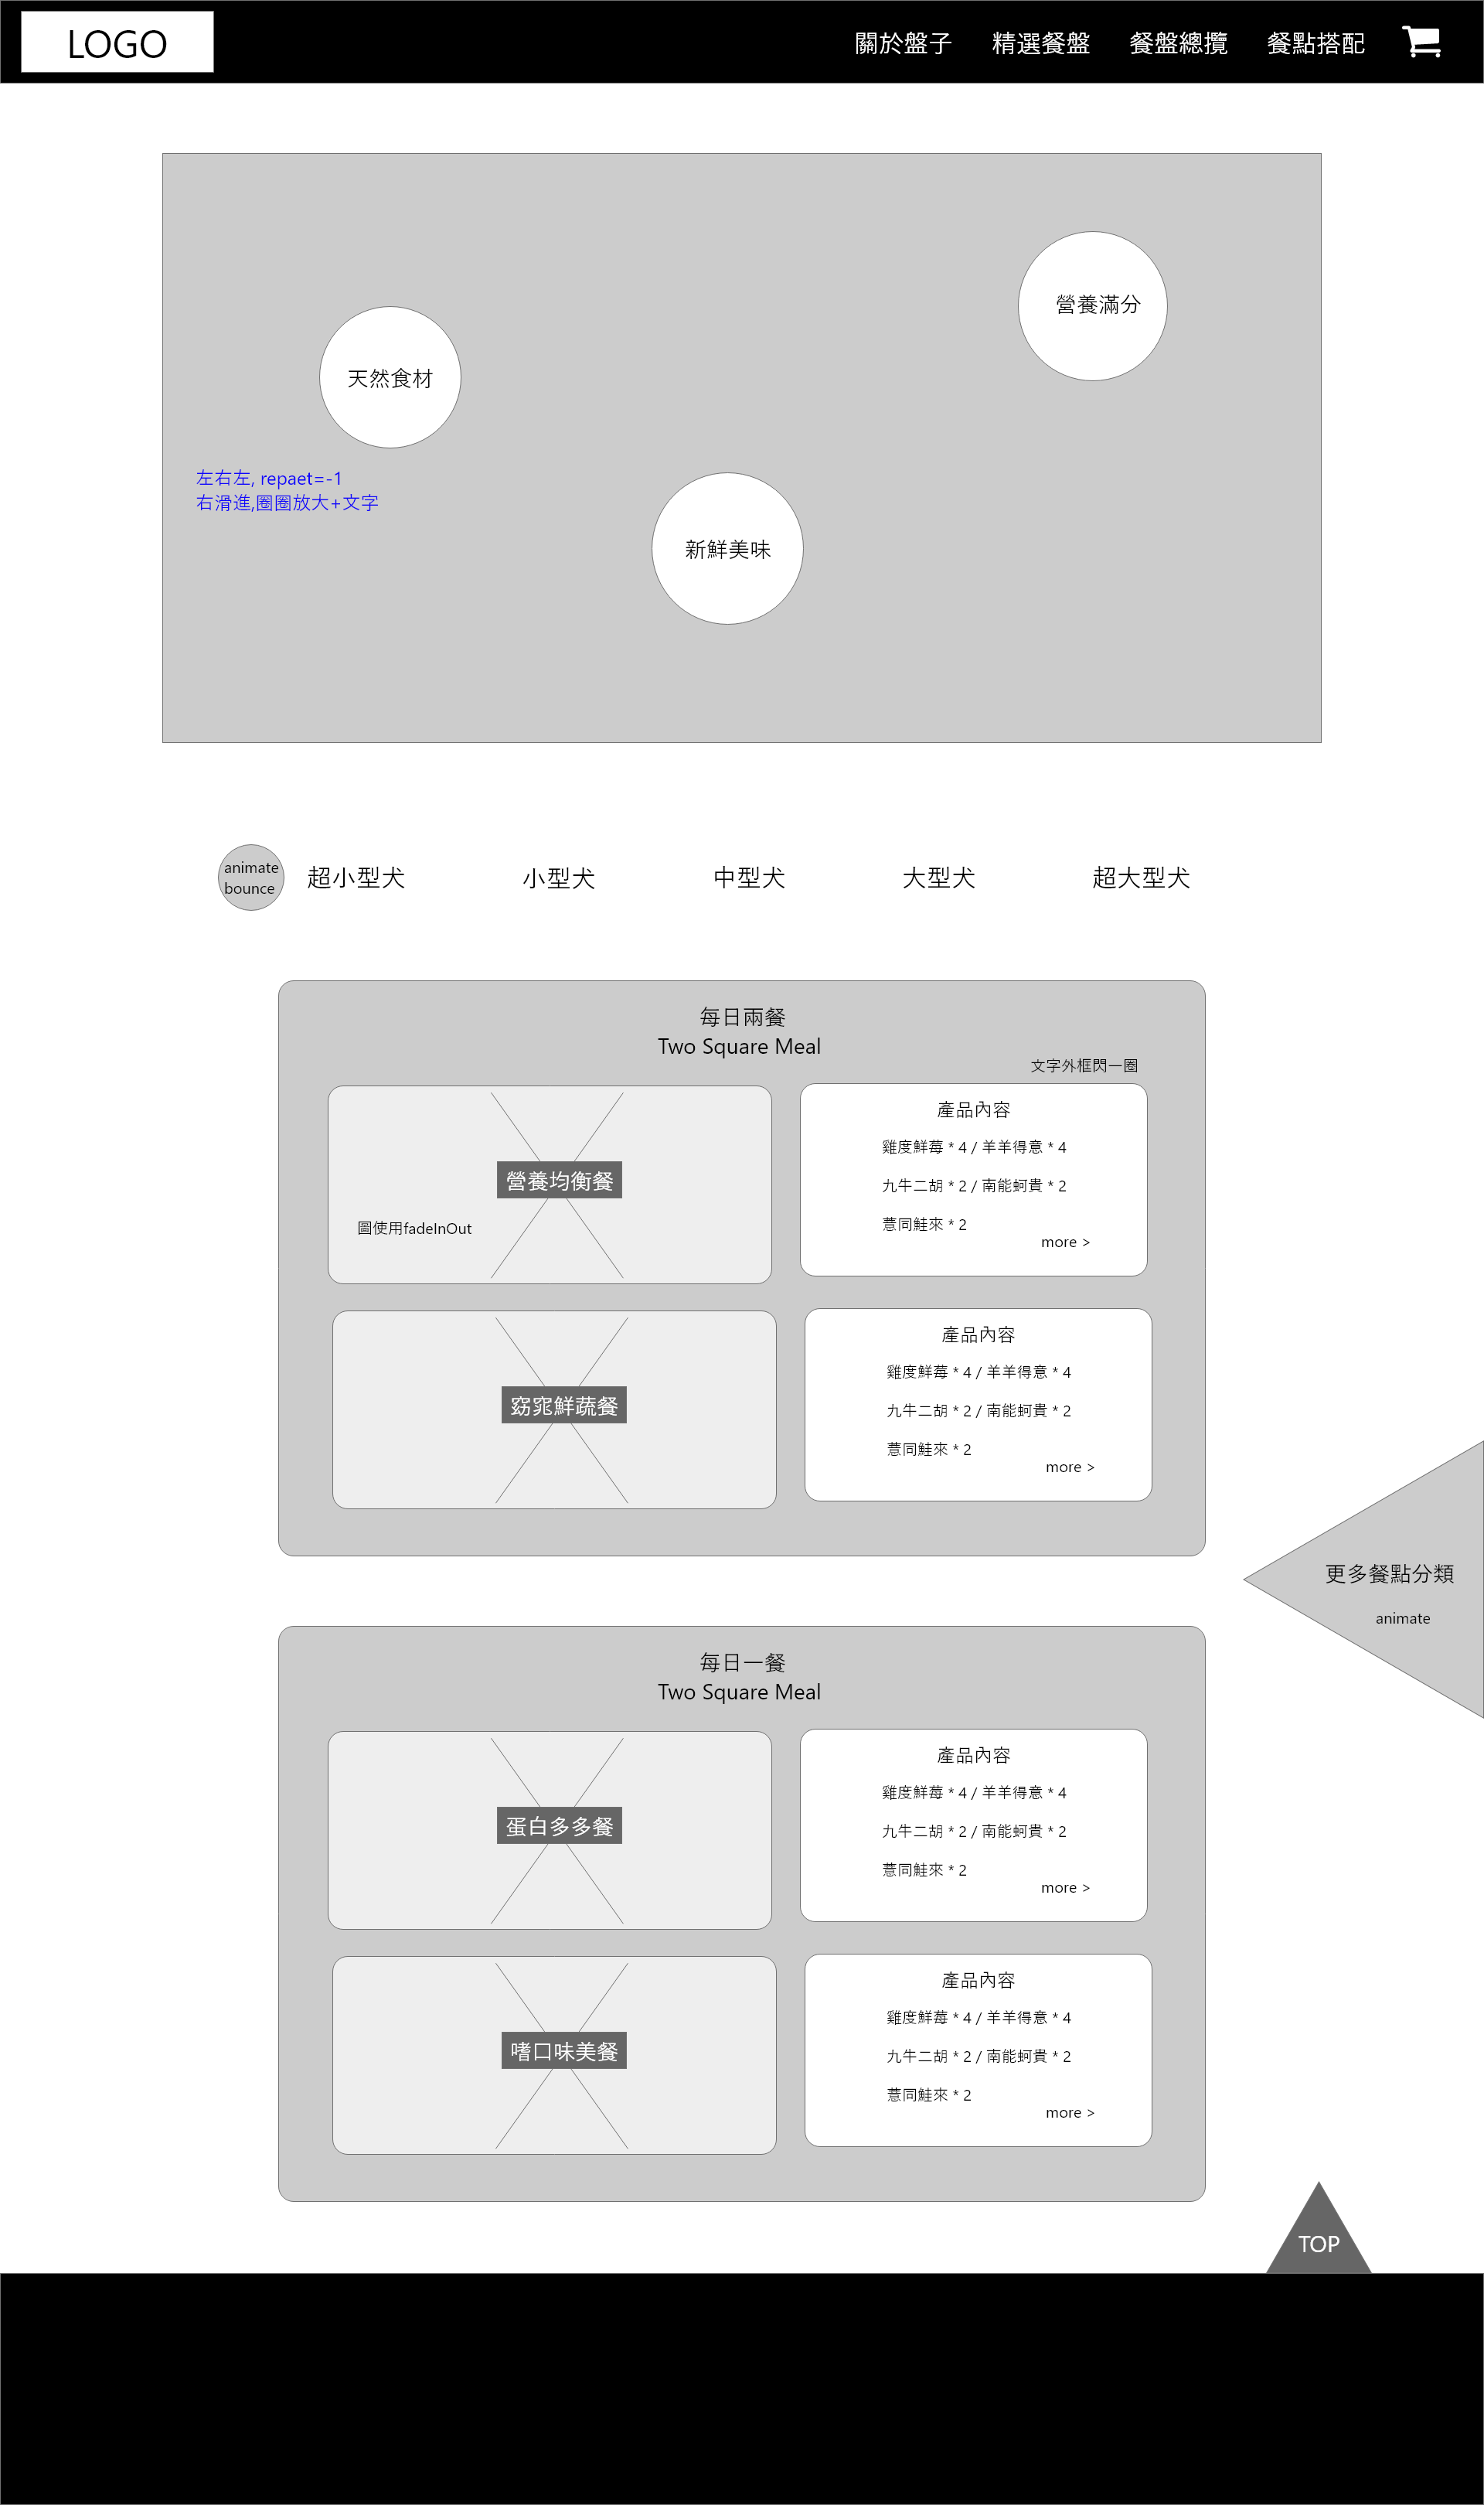 LOGO
關於盤子
精選餐盤
餐盤總攬
餐點搭配
營養滿分
天然食材
左右左, repaet=-1
右滑進,圈圈放大+文字
新鮮美味
animate
bounce
超小型犬
小型犬
中型犬
大型犬
超大型犬
每日兩餐
Two Square Meal
文字外框閃一圈
營養均衡餐
圖使用fadeInOut
產品內容
雞度鮮莓 * 4 / 羊羊得意 * 4
九牛二胡 * 2 / 南能蚵貴 * 2
薏同鮭來 * 2
more >
窈窕鮮蔬餐
產品內容
雞度鮮莓 * 4 / 羊羊得意 * 4
九牛二胡 * 2 / 南能蚵貴 * 2
薏同鮭來 * 2
more >
更多餐點分類
animate
每日一餐
Two Square Meal
蛋白多多餐
產品內容
雞度鮮莓 * 4 / 羊羊得意 * 4
九牛二胡 * 2 / 南能蚵貴 * 2
薏同鮭來 * 2
more >
嗜口味美餐
產品內容
雞度鮮莓 * 4 / 羊羊得意 * 4
九牛二胡 * 2 / 南能蚵貴 * 2
薏同鮭來 * 2
more >
TOP